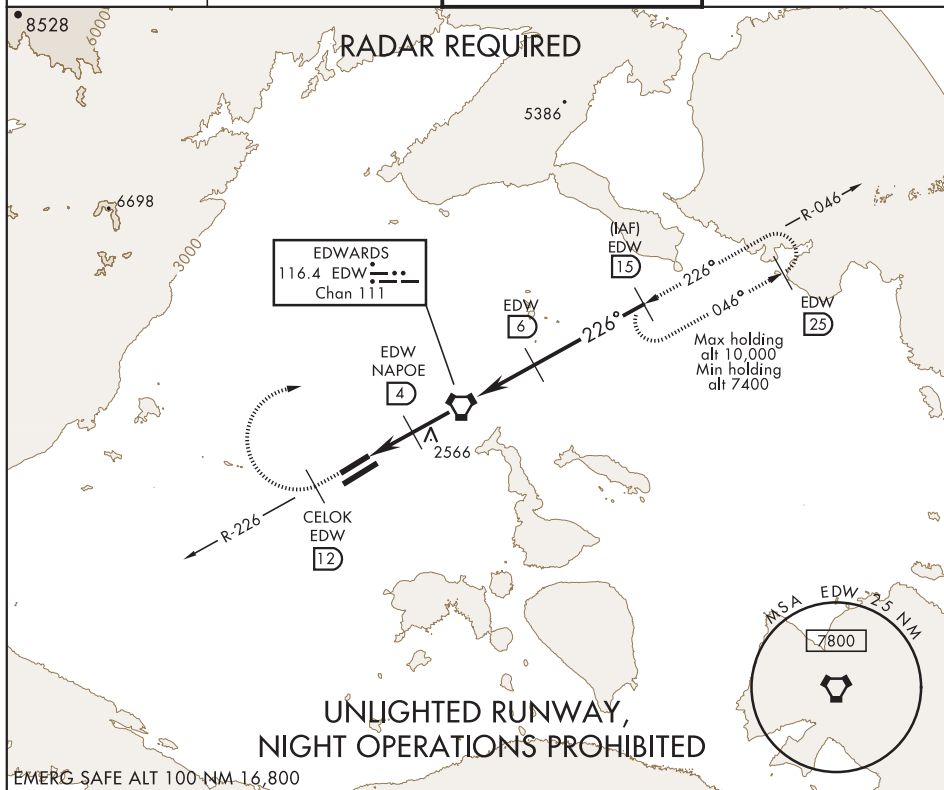 8528
6000
RADAR REQUIRED
5386
6698
3000
R-046
(IAF)
EDW
15
226°
046°
EDW
25
Max holding
alt 10,000
Min holding
alt 7400
EDWARDS
116.4 EDW
Chan 111
EDW
6
226°
EDW
NAPOE
4
2566
R-226
CELOK
EDW
12
MSA EDW 25 NM
7800
UNLIGHTED RUNWAY,
NIGHT OPERATIONS PROHIBITED
EMERG SAFE ALT 100 NM 16,800